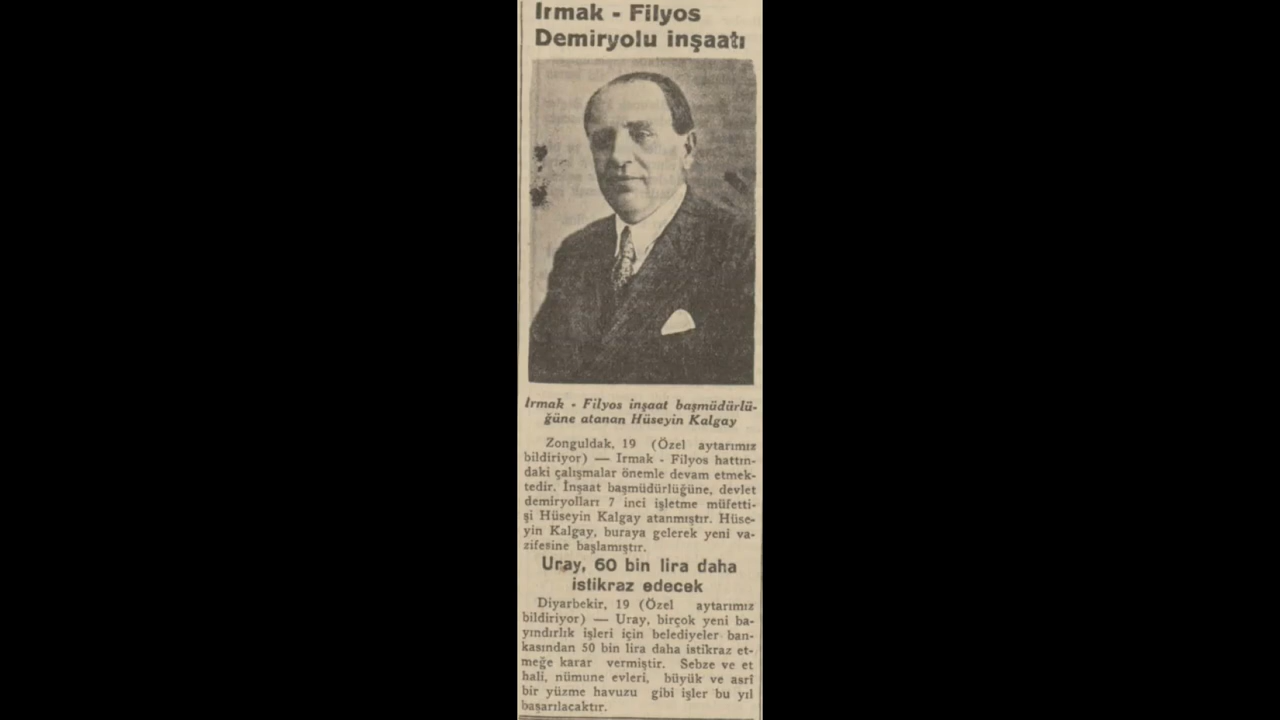 Irmak - Filyos
Demiryolu inşaatı
Irmak - Filyos inşaat başmüdürlü-
ğüne atanan Hüseyin Kalgay
Zonguldak, 19 (Özel aytarımız
bildiriyor) — Irmak - Filyos hattın-
daki çalışmalar önemle devam etmek-
tedir. İnşaat başmüdürlüğüne, devlet
demiryolları 7 inci işletme müfetti-
şi Hüseyin Kalgay atanmıştır. Hüse-
yin Kalgay, buraya gelerek yeni va-
zifesine başlamıştır.
Uray, 60 bin lira daha
istikraz edecek
Diyarbekir, 19 (Özel aytarımız
bildiriyor) — Uray, birçok yeni ba-
yındırlık işleri için belediyeler ban-
kasından 50 bin lira daha istikraz et-
meğe karar vermiştir. Sebze ve et
hali, nümune evleri, büyük ve asrî
bir yüzme havuzu gibi işler bu yıl
başarılacaktır.